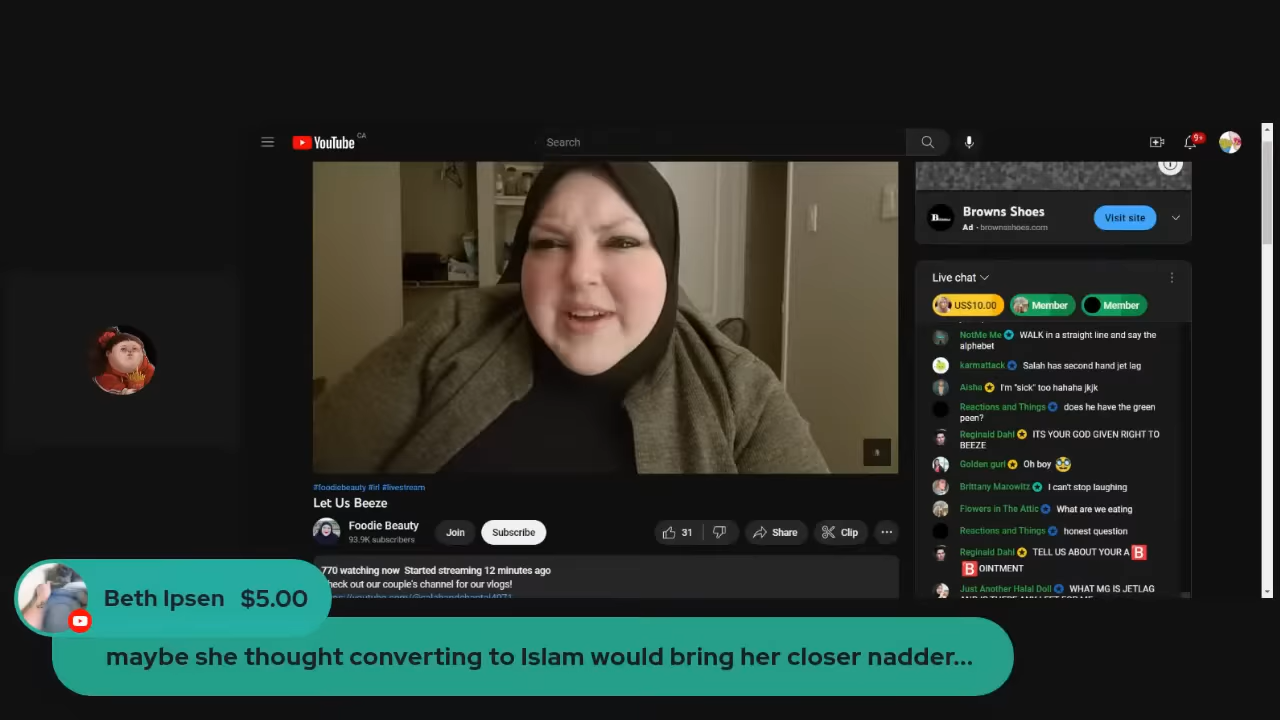 YouTube CA
Search
9+
Browns Shoes
Ad · brownsshoes.com
Visit site
Live chat
US$10.00
Member
Member
NotMe Me WALK in a straight line and say the
alphebet
karmattack Salah has second hand jet lag
Aisha I'm "sick" too hahaha jkjk
Reactions and Things does he have the green
peen?
Reginald Dahl ITS YOUR GOD GIVEN RIGHT TO
BEEZE
Golden gurl Oh boy
Brittany Marowitz I can't stop laughing
Flowers in The Attic What are we eating
Reactions and Things honest question
Reginald Dahl TELL US ABOUT YOUR A B
B OINTMENT
Just Another Halal Doll WHAT MG IS JETLAG
#foodiebeauty #irl #livestream
Let Us Beeze
Foodie Beauty
93.9K subscribers
Join
Subscribe
31
Share
Clip
770 watching now Started streaming 12 minutes ago
heck out our couple's channel for our vlogs!
Beth Ipsen $5.00
maybe she thought converting to Islam would bring her closer nadder...